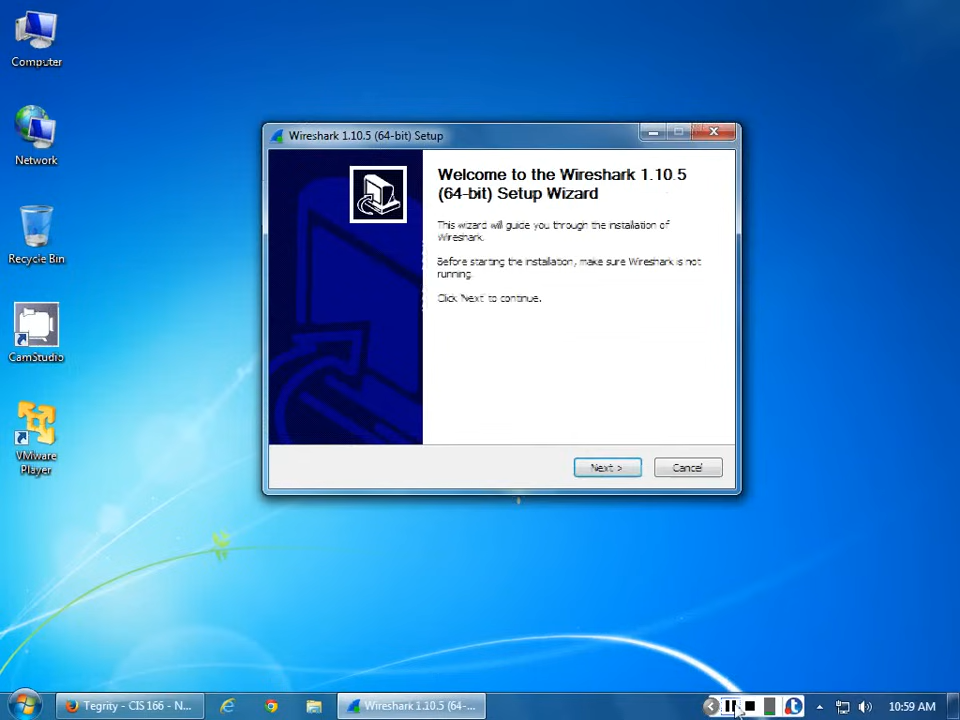 Computer
Network
Recycle Bin
CamStudio
VMware
Player
Wireshark 1.10.5 (64-bit) Setup
Welcome to the Wireshark 1.10.5
(64-bit) Setup Wizard
This wizard will guide you through the installation of
Wireshark.
Before starting the installation, make sure Wireshark is not
running.
Click 'Next' to continue.
Next >
Cancel
Tegrity - CIS 166 - N...
Wireshark 1.10.5 (64-...
10:59 AM